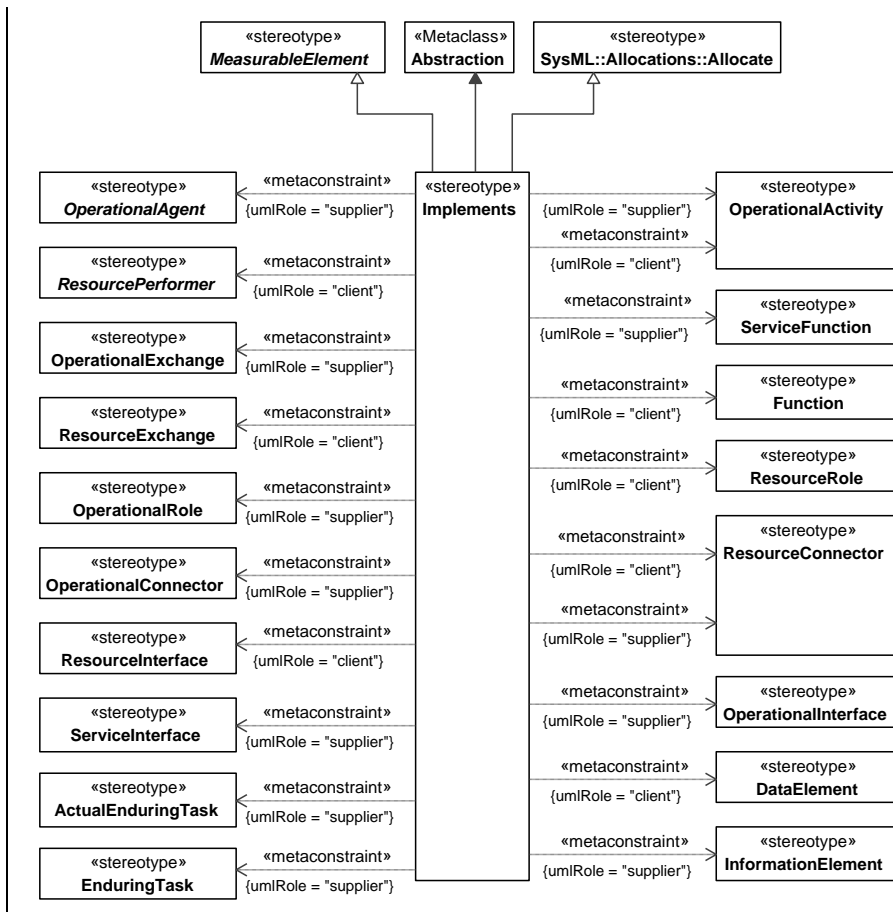 «stereotype»
MeasurableElement
«Metaclass»
Abstraction
«stereotype»
SysML::Allocations::Allocate
«stereotype»
Implements
«stereotype»
OperationalAgent
«metaconstraint»
{umlRole = "supplier"}
«stereotype»
ResourcePerformer
«metaconstraint»
{umlRole = "client"}
«stereotype»
OperationalExchange
«metaconstraint»
{umlRole = "supplier"}
«stereotype»
ResourceExchange
«metaconstraint»
{umlRole = "client"}
«stereotype»
OperationalRole
«metaconstraint»
{umlRole = "supplier"}
«stereotype»
OperationalConnector
«metaconstraint»
{umlRole = "supplier"}
«stereotype»
ResourceInterface
«metaconstraint»
{umlRole = "client"}
«stereotype»
ServiceInterface
«metaconstraint»
{umlRole = "supplier"}
«stereotype»
ActualEnduringTask
«metaconstraint»
{umlRole = "supplier"}
«stereotype»
EnduringTask
«metaconstraint»
{umlRole = "supplier"}
{umlRole = "supplier"}
«metaconstraint»
{umlRole = "client"}
«stereotype»
OperationalActivity
«metaconstraint»
{umlRole = "supplier"}
«stereotype»
ServiceFunction
«metaconstraint»
{umlRole = "client"}
«stereotype»
Function
«metaconstraint»
{umlRole = "client"}
«stereotype»
ResourceRole
«metaconstraint»
{umlRole = "client"}
«metaconstraint»
{umlRole = "supplier"}
«stereotype»
ResourceConnector
«metaconstraint»
{umlRole = "supplier"}
«stereotype»
OperationalInterface
«metaconstraint»
{umlRole = "client"}
«stereotype»
DataElement
«metaconstraint»
{umlRole = "supplier"}
«stereotype»
InformationElement